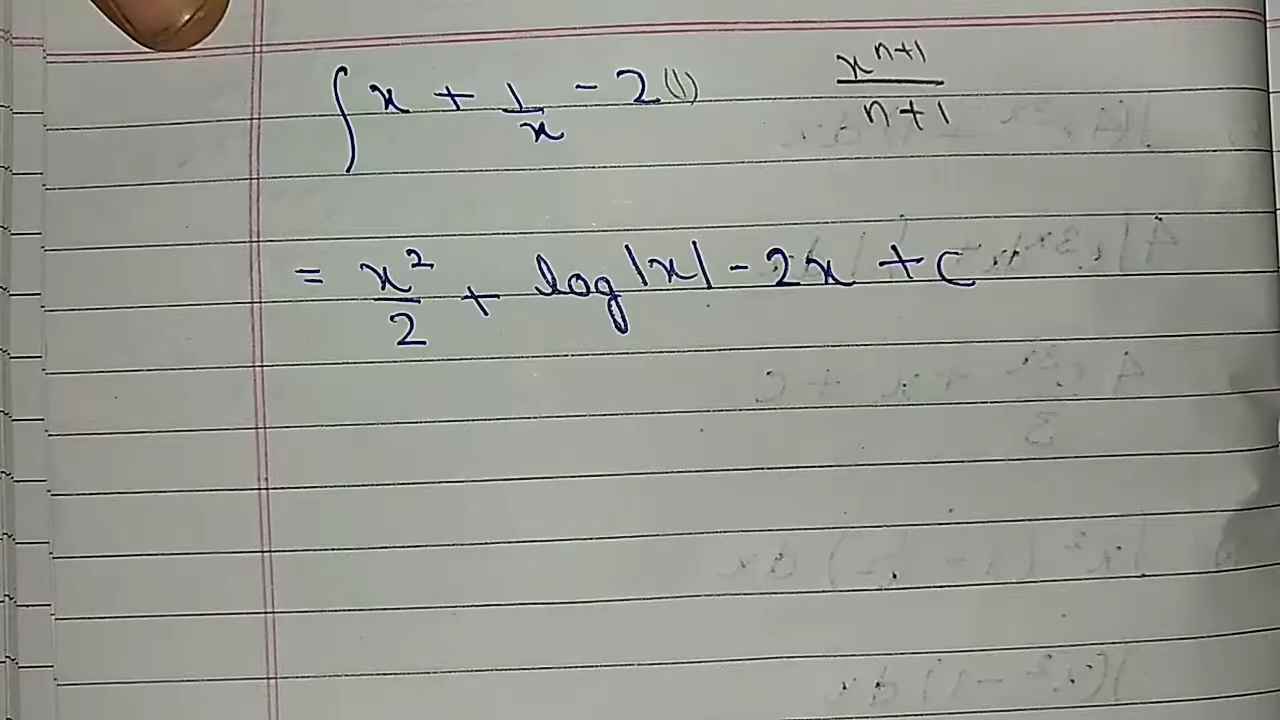 ∫ x + 1/x - 2(1) x^(n+1)/(n+1)
= x²/2 + log|x| - 2x + C